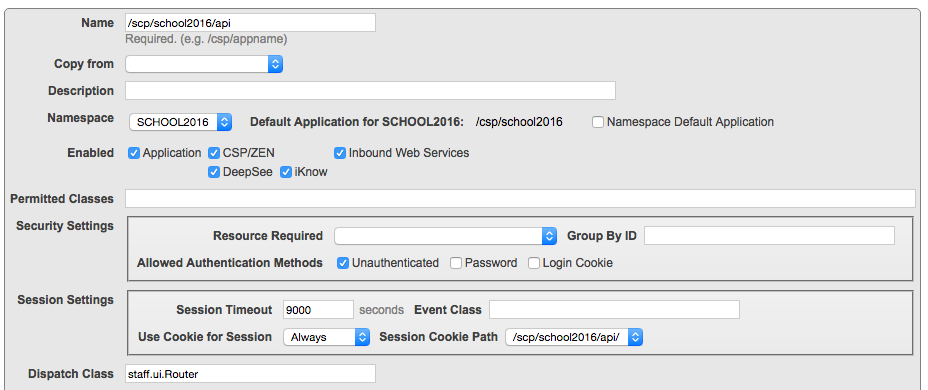 Name /scp/school2016/api
Required. (e.g. /csp/appname)
Copy from
Description
Namespace SCHOOL2016 Default Application for SCHOOL2016: /csp/school2016 Namespace Default Application
Enabled Application CSP/ZEN Inbound Web Services
DeepSee iKnow
Permitted Classes
Security Settings
Resource Required Group By ID
Allowed Authentication Methods Unauthenticated Password Login Cookie
Session Settings
Session Timeout 9000 seconds Event Class
Use Cookie for Session Always Session Cookie Path /scp/school2016/api/
Dispatch Class staff.ui.Router